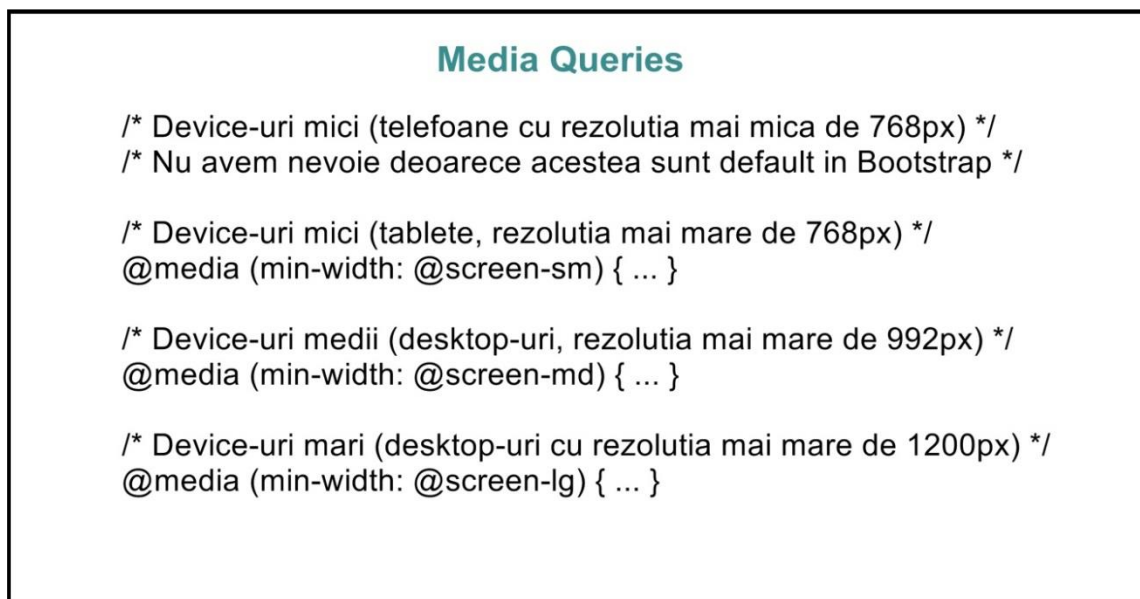 Media Queries
/* Device-uri mici (telefoane cu rezolutia mai mica de 768px) */
/* Nu avem nevoie deoarece acestea sunt default in Bootstrap */
/* Device-uri mici (tablete, rezolutia mai mare de 768px) */
@media (min-width: @screen-sm) { ... }
/* Device-uri medii (desktop-uri, rezolutia mai mare de 992px) */
@media (min-width: @screen-md) { ... }
/* Device-uri mari (desktop-uri cu rezolutia mai mare de 1200px) */
@media (min-width: @screen-lg) { ... }